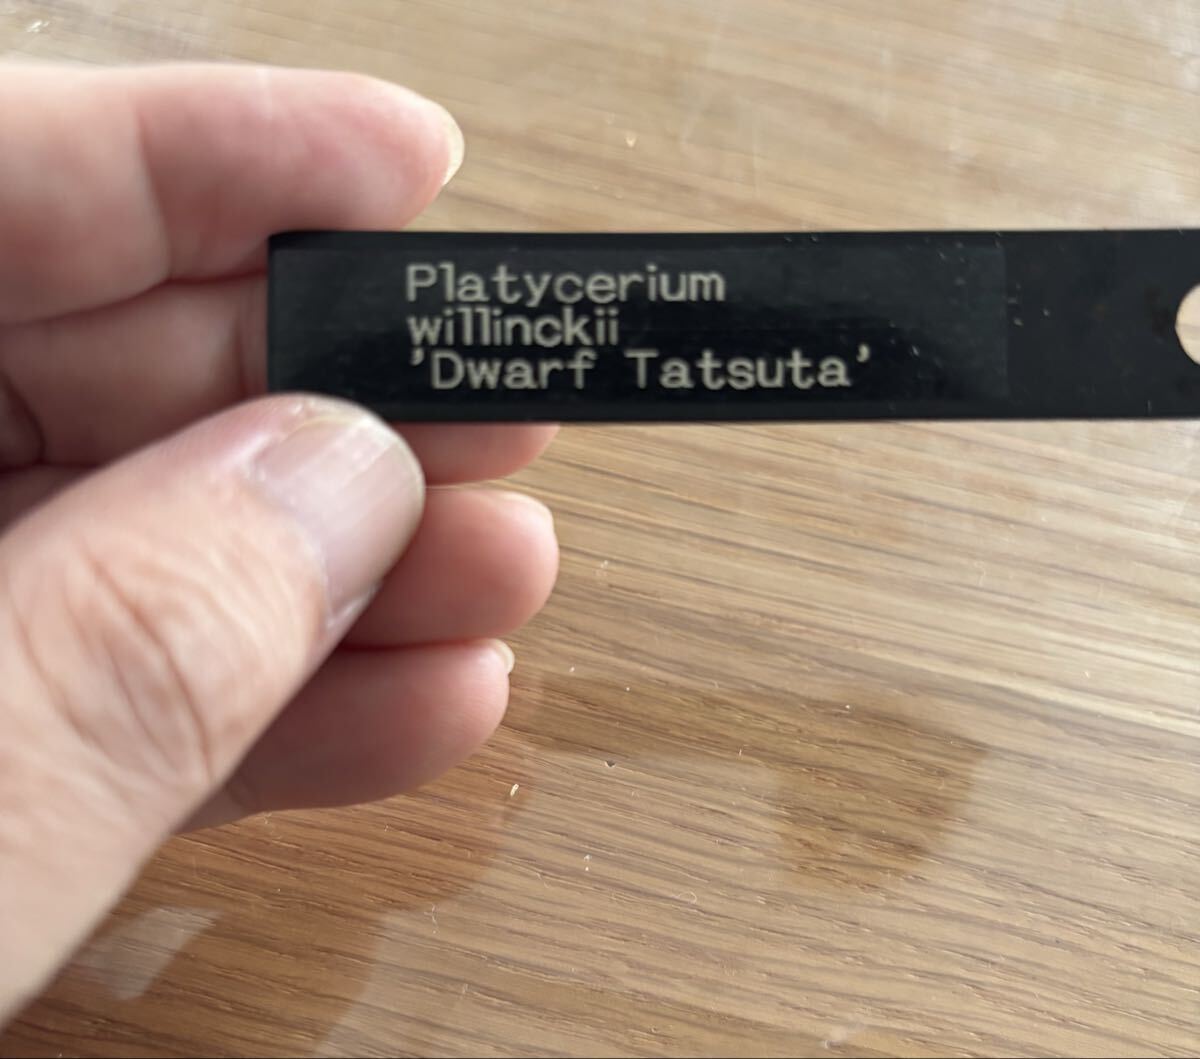 Platycerium
willinckii
'Dwarf Tatsuta'